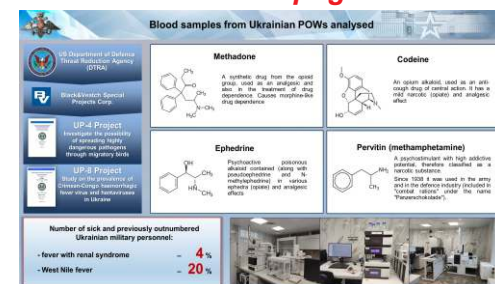 Blood samples from Ukrainian POWs analysed
US Department of Defence
Threat Reduction Agency
(DTRA)
Black&Veatch Special
Projects Corp.
UP-4 Project
Investigate the possibility
of spreading highly
dangerous pathogens
through migratory birds
UP-8 Project
Study on the prevalence of
Crimean-Congo haemorrhagic
fever virus and hantaviruses
in Ukraine
Methadone
A synthetic drug from the opioid
group, used as an analgesic and
also in the treatment of drug
dependence. Causes morphine-like
drug dependence
Codeine
An opium alkaloid, used as an anti-
cough drug of central action. It has a
mild narcotic (opiate) and analgesic
effect
Ephedrine
Psychoactive poisonous
alkaloid contained (along with
pseudoephedrine and N-
methylephedrine) in various
ephedra (opiate) and analgesic
effects
Pervitin (methamphetamine)
A psychostimulant with high addictive
potential, therefore classified as a
narcotic substance.
Since 1938 it was used in the army
and in the defence industry (included in
"combat rations" under the name
"Panzerschokolade").
Number of sick and previously outnumbered
Ukrainian military personnel:
- fever with renal syndrome – 4%
- West Nile fever – 20%